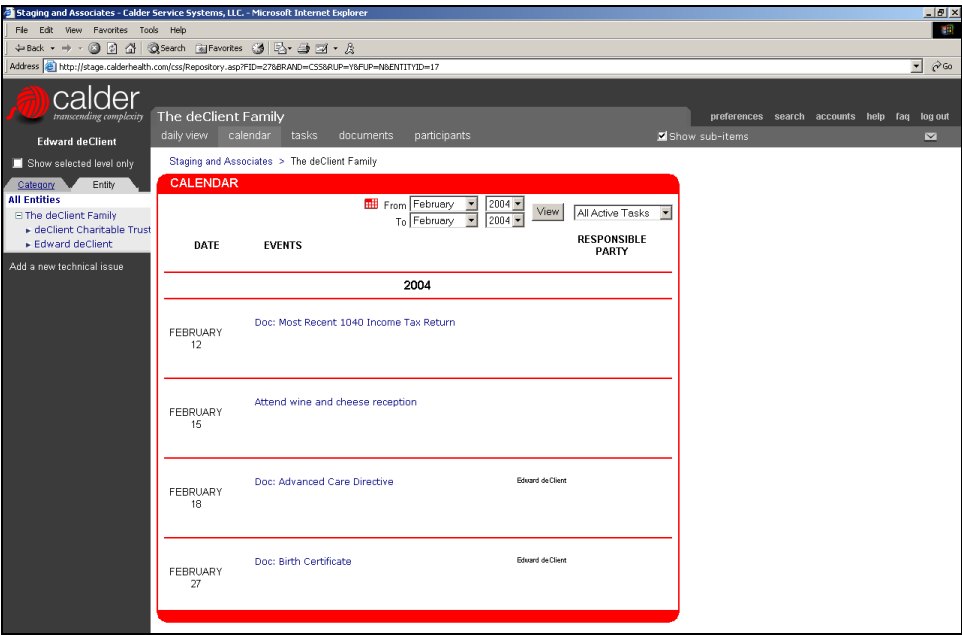 Staging and Associates - Calder Service Systems, LLC. - Microsoft Internet Explorer
File Edit View Favorites Tools Help
Back Search Favorites
Address http://stage.calderhealth.com/css/Repository.asp?FID=27&BRAND=CSS&RUP=Y&FUP=N&ENTITYID=17 Go
calder
transcending complexity
The deClient Family
preferences search accounts help faq log out
daily view calendar tasks documents participants
Show sub-items
Edward deClient
Show selected level only
Category Entity
All Entities
The deClient Family
deClient Charitable Trust
Edward deClient
Add a new technical issue
Staging and Associates > The deClient Family
CALENDAR
From February 2004
To February 2004
View
All Active Tasks
DATE EVENTS RESPONSIBLE
PARTY
2004
FEBRUARY
12
Doc: Most Recent 1040 Income Tax Return
FEBRUARY
15
Attend wine and cheese reception
FEBRUARY
18
Doc: Advanced Care Directive Edward deClient
FEBRUARY
27
Doc: Birth Certificate Edward deClient